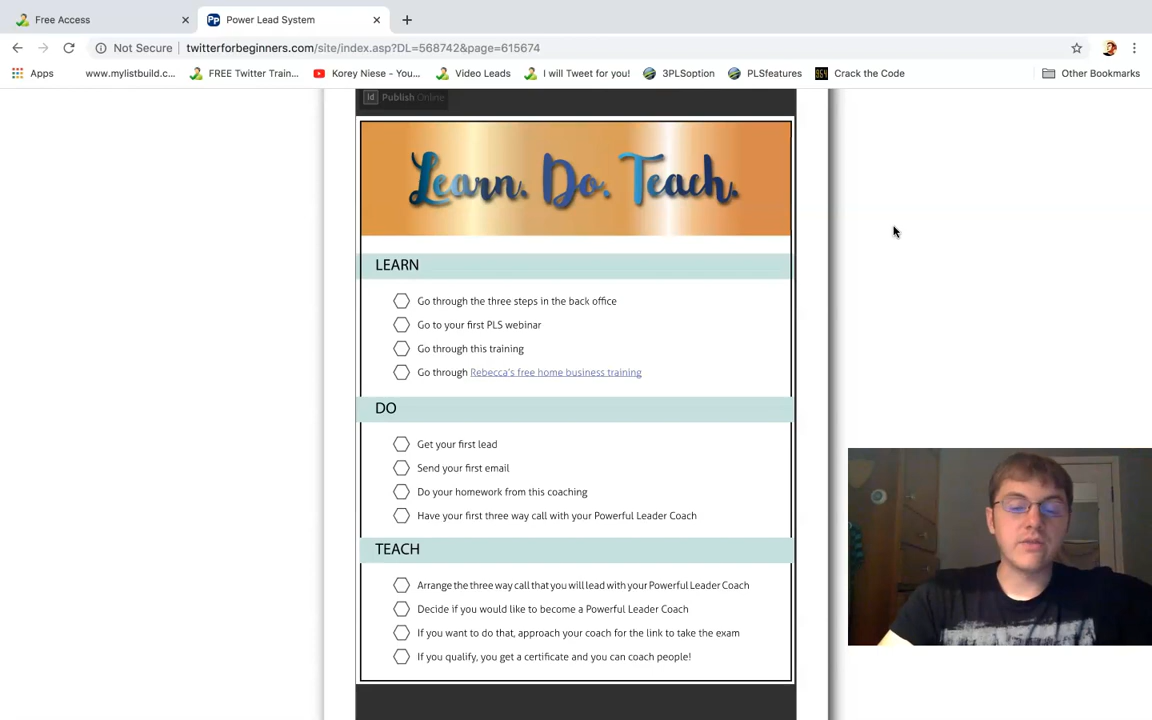 Free Access
Power Lead System
Not Secure
twitterforbeginners.com/site/index.asp?DL=568742&page=615674
Apps
www.mylistbuild.c...
FREE Twitter Train...
Korey Niese - You...
Video Leads
I will Tweet for you!
3PLSoption
PLSfeatures
964
Crack the Code
Other Bookmarks
Id Publish Online
Learn. Do. Teach.
LEARN
Go through the three steps in the back office
Go to your first PLS webinar
Go through this training
Go through Rebecca's free home business training
DO
Get your first lead
Send your first email
Do your homework from this coaching
Have your first three way call with your Powerful Leader Coach
TEACH
Arrange the three way call that you will lead with your Powerful Leader Coach
Decide if you would like to become a Powerful Leader Coach
If you want to do that, approach your coach for the link to take the exam
If you qualify, you get a certificate and you can coach people!